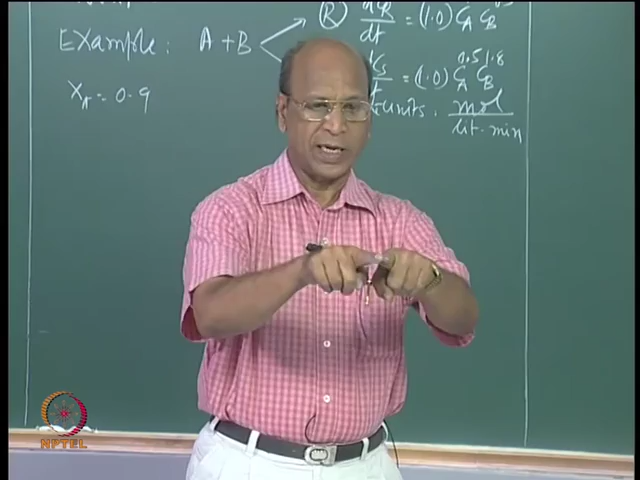 Example : A + B (R) dC_R/dt = (1.0) C_A C_B
dC_S/dt = (1.0) C_A^0.5 C_B^1.8
X_A = 0.9
units : mol / lit. min
NPTEL